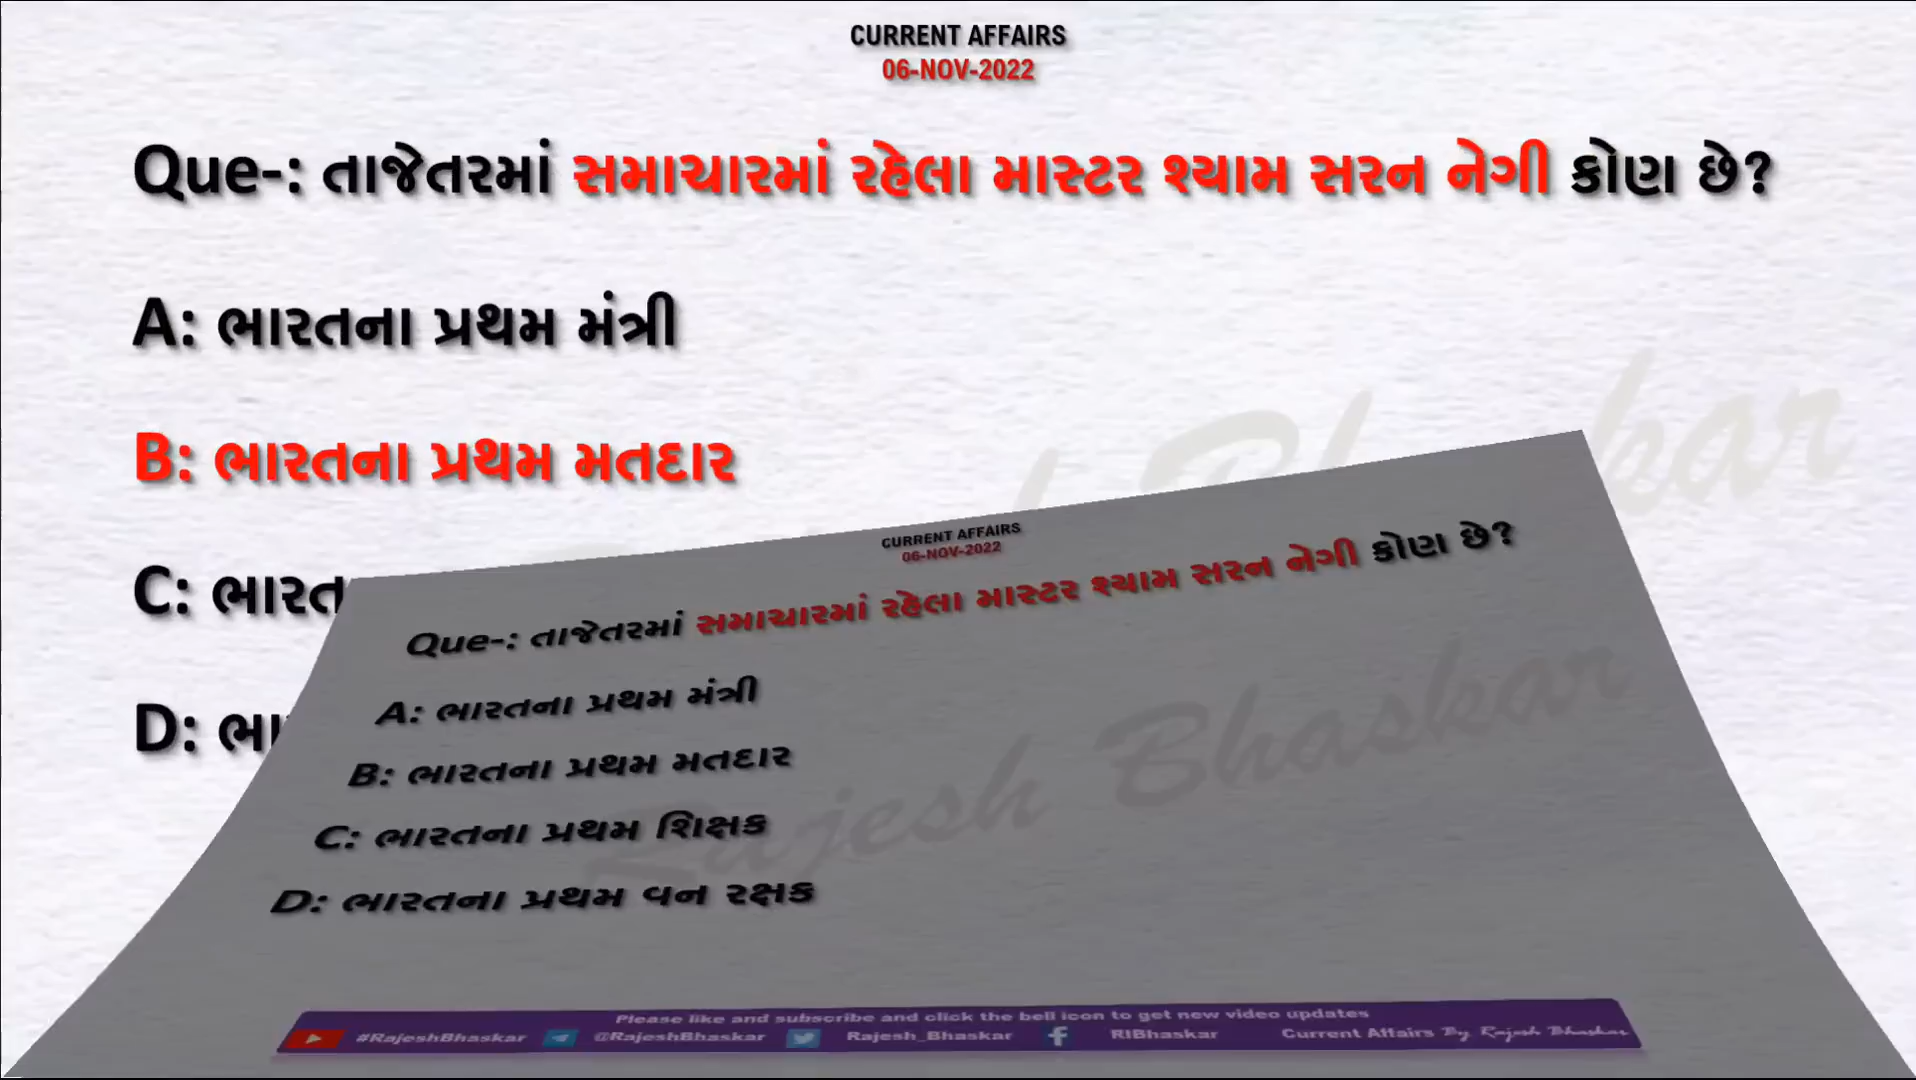 CURRENT AFFAIRS
06-NOV-2022
Que-: તાજેતરમાં સમાચારમાં રહેલા માસ્ટર શ્યામ સરન નેગી કોણ છે?
A: ભારતના પ્રથમ મંત્રી
B: ભારતના પ્રથમ મતદાર
C: ભારત
D: ભા
CURRENT AFFAIRS
06-NOV-2022
Que-: તાજેતરમાં સમાચારમાં રહેલા માસ્ટર શ્યામ સરન નેગી કોણ છે?
A: ભારતના પ્રથમ મંત્રી
B: ભારતના પ્રથમ મતદાર
C: ભારતના પ્રથમ શિક્ષક
D: ભારતના પ્રથમ વન રક્ષક
Rajesh Bhaskar
Please like and subscribe and click the bell icon to get new video updates
#RajeshBhaskar @RajeshBhaskar Rajesh_Bhaskar RIBhaskar Current Affairs By Rajesh Bhaskar